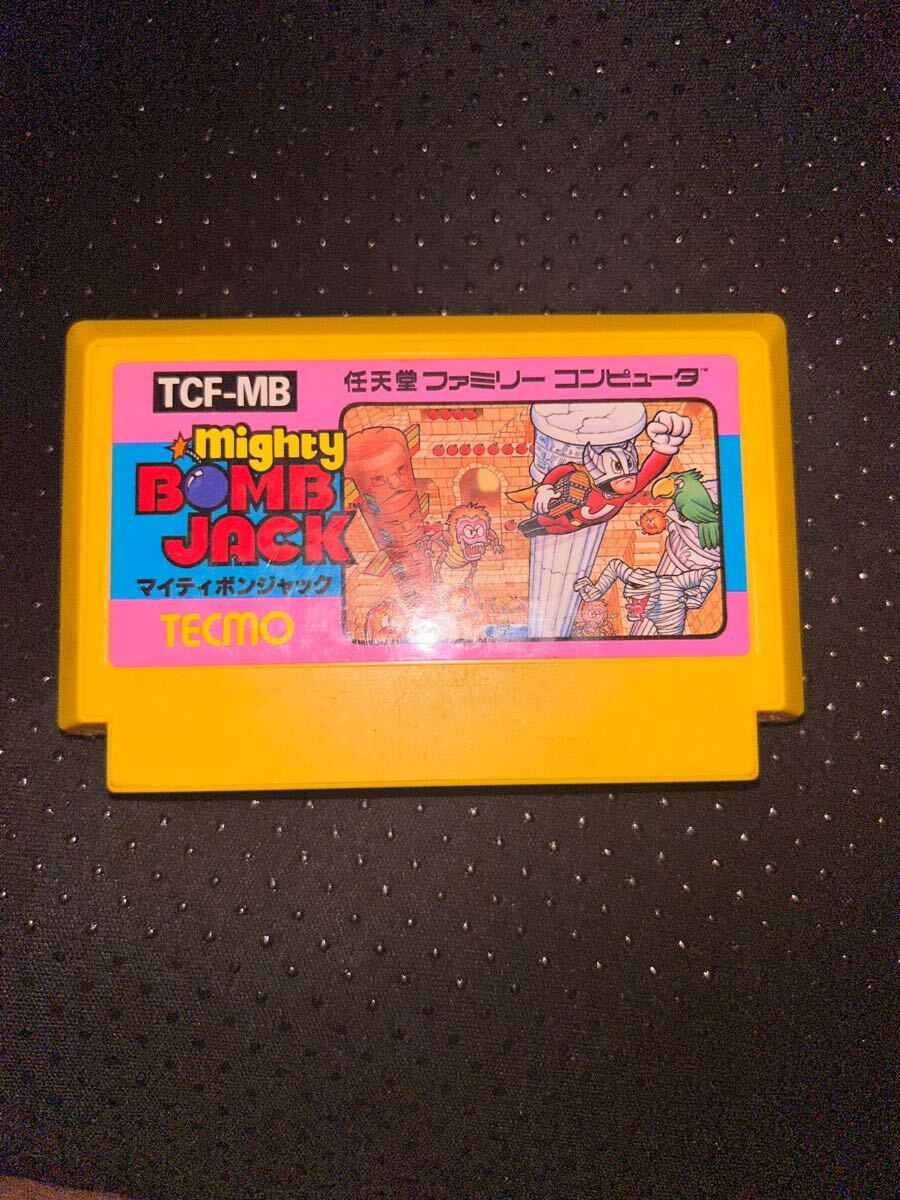 TCF-MB
任天堂 ファミリー コンピュータ™
mighty
BOMB
JACK
マイティボンジャック
TECMO